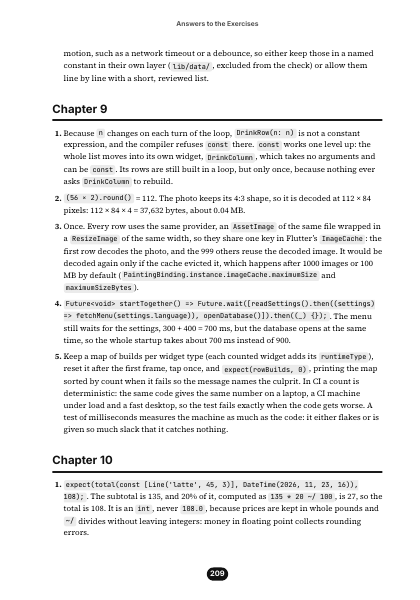 Answers to the Exercises
motion, such as a network timeout or a debounce, so either keep those in a named
constant in their own layer ( lib/data/ , excluded from the check) or allow them
line by line with a short, reviewed list.
Chapter 9
1. Because n changes on each turn of the loop, DrinkRow(n: n) is not a constant
expression, and the compiler refuses const there. const works one level up: the
whole list moves into its own widget, DrinkColumn , which takes no arguments and
can be const . Its rows are still built in a loop, but only once, because nothing ever
asks DrinkColumn to rebuild.
2. (56 × 2).round() = 112. The photo keeps its 4:3 shape, so it is decoded at 112 × 84
pixels: 112 × 84 × 4 = 37,632 bytes, about 0.04 MB.
3. Once. Every row uses the same provider, an AssetImage of the same file wrapped in
a ResizeImage of the same width, so they share one key in Flutter's ImageCache : the
first row decodes the photo, and the 999 others reuse the decoded image. It would be
decoded again only if the cache evicted it, which happens after 1000 images or 100
MB by default ( PaintingBinding.instance.imageCache.maximumSize and
maximumSizeBytes ).
4. Future<void> startTogether() => Future.wait([readSettings().then((settings)
=> fetchMenu(settings.language)), openDatabase()]).then((_) {}); . The menu
still waits for the settings, 300 + 400 = 700 ms, but the database opens at the same
time, so the whole startup takes about 700 ms instead of 900.
5. Keep a map of builds per widget type (each counted widget adds its runtimeType ),
reset it after the first frame, tap once, and expect(rowBuilds, 0) , printing the map
sorted by count when it fails so the message names the culprit. In CI a count is
deterministic: the same code gives the same number on a laptop, a CI machine
under load and a fast desktop, so the test fails exactly when the code gets worse. A
test of milliseconds measures the machine as much as the code: it either flakes or is
given so much slack that it catches nothing.
Chapter 10
1. expect(total(const [Line('latte', 45, 3)], DateTime(2026, 11, 23, 16)),
108); . The subtotal is 135, and 20% of it, computed as 135 * 20 ~/ 100 , is 27, so the
total is 108. It is an int , never 108.0 , because prices are kept in whole pounds and
~/ divides without leaving integers: money in floating point collects rounding
errors.
209